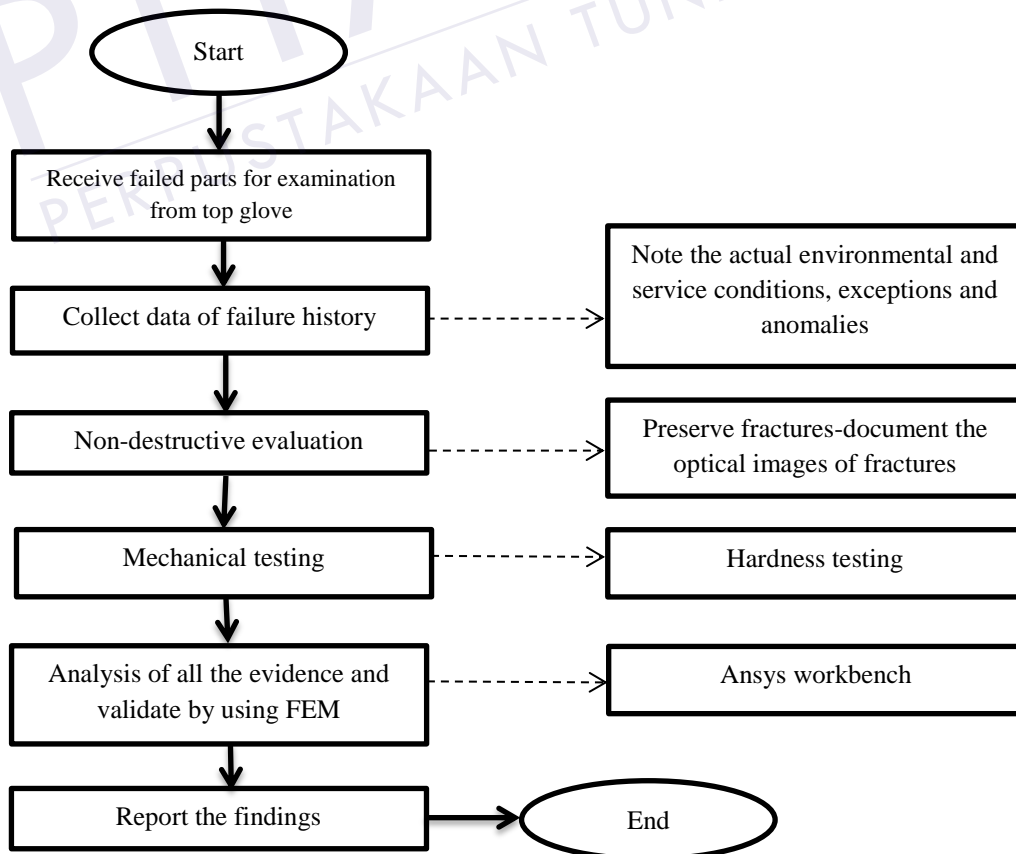 Start
Receive failed parts for examination
from top glove
Collect data of failure history
Note the actual environmental and
service conditions, exceptions and
anomalies
Non-destructive evaluation
Preserve fractures-document the
optical images of fractures
Mechanical testing
Hardness testing
Analysis of all the evidence and
validate by using FEM
Ansys workbench
Report the findings
End
PERPUSTAKAAN